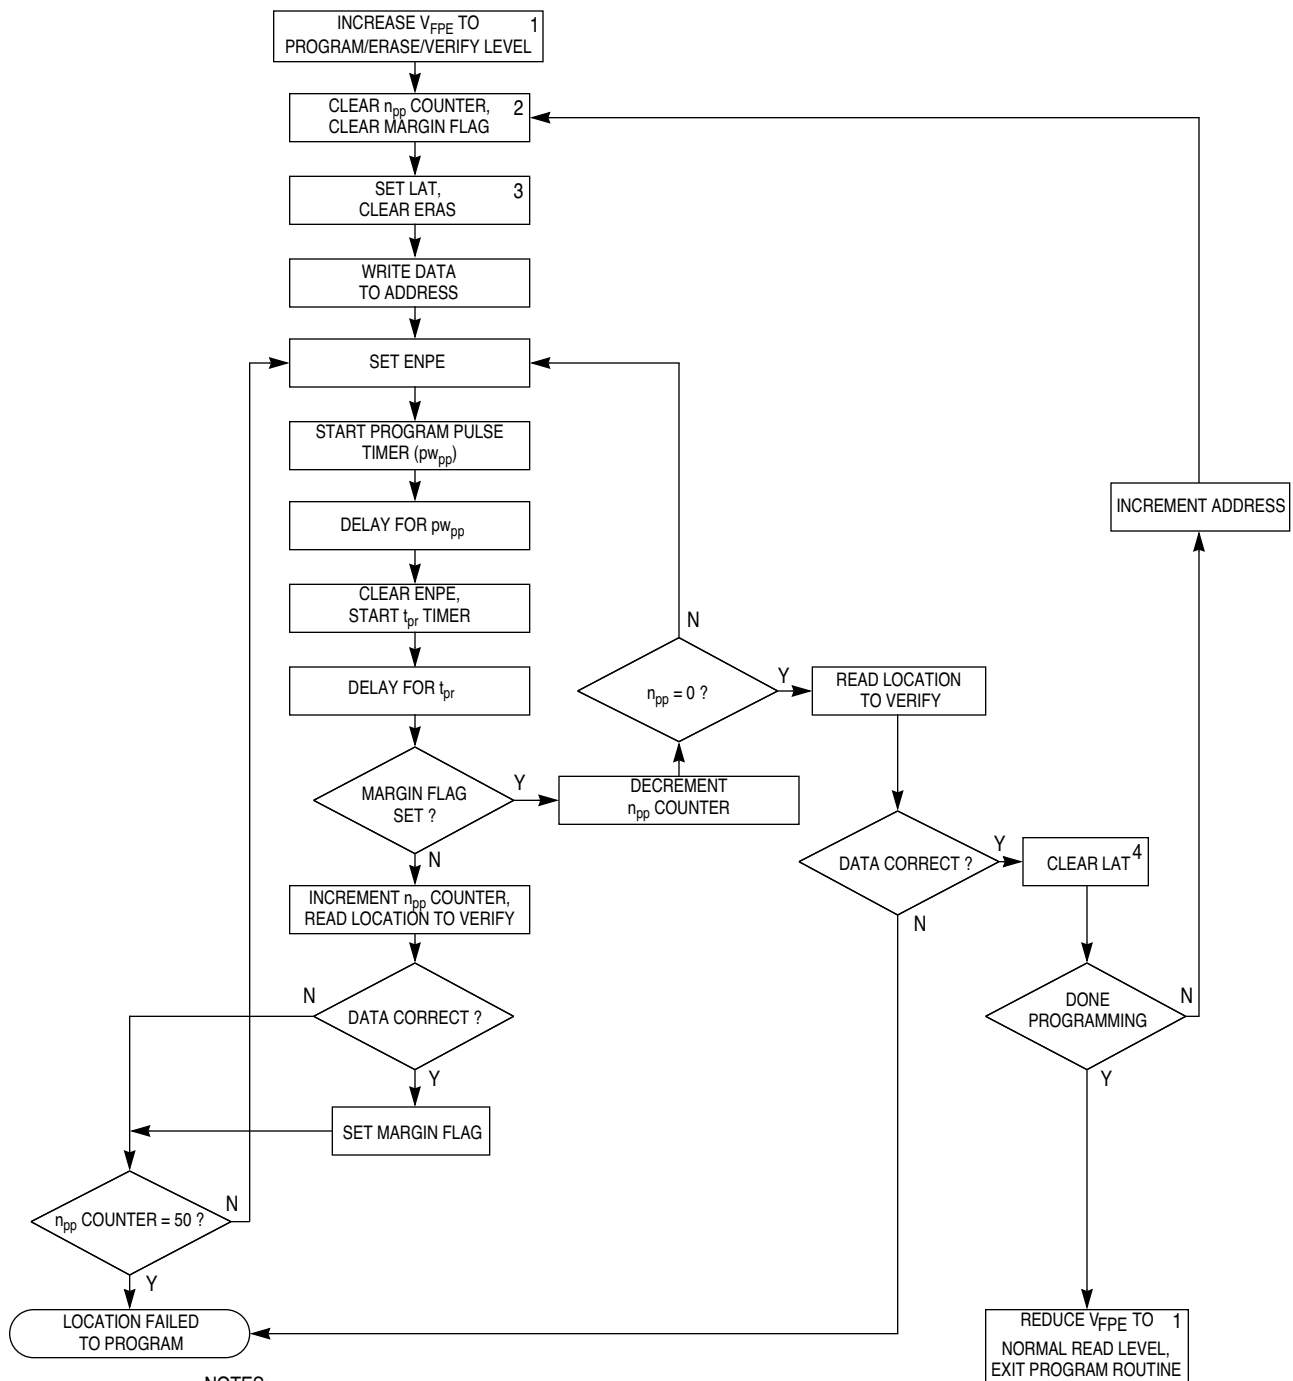 INCREASE VFPE TO 1
PROGRAM/ERASE/VERIFY LEVEL
CLEAR npp COUNTER, 2
CLEAR MARGIN FLAG
SET LAT, 3
CLEAR ERAS
WRITE DATA
TO ADDRESS
SET ENPE
START PROGRAM PULSE
TIMER (pwpp)
DELAY FOR pwpp
CLEAR ENPE,
START tpr TIMER
DELAY FOR tpr
MARGIN FLAG
SET ?
Y
N
DECREMENT
npp COUNTER
npp = 0 ?
N
Y
READ LOCATION
TO VERIFY
INCREMENT ADDRESS
INCREMENT npp COUNTER,
READ LOCATION TO VERIFY
DATA CORRECT ?
N
Y
SET MARGIN FLAG
npp COUNTER = 50 ?
N
Y
LOCATION FAILED
TO PROGRAM
DATA CORRECT ?
Y
N
CLEAR LAT 4
DONE
PROGRAMMING
N
Y
REDUCE VFPE TO 1
NORMAL READ LEVEL,
EXIT PROGRAM ROUTINE
NOTES